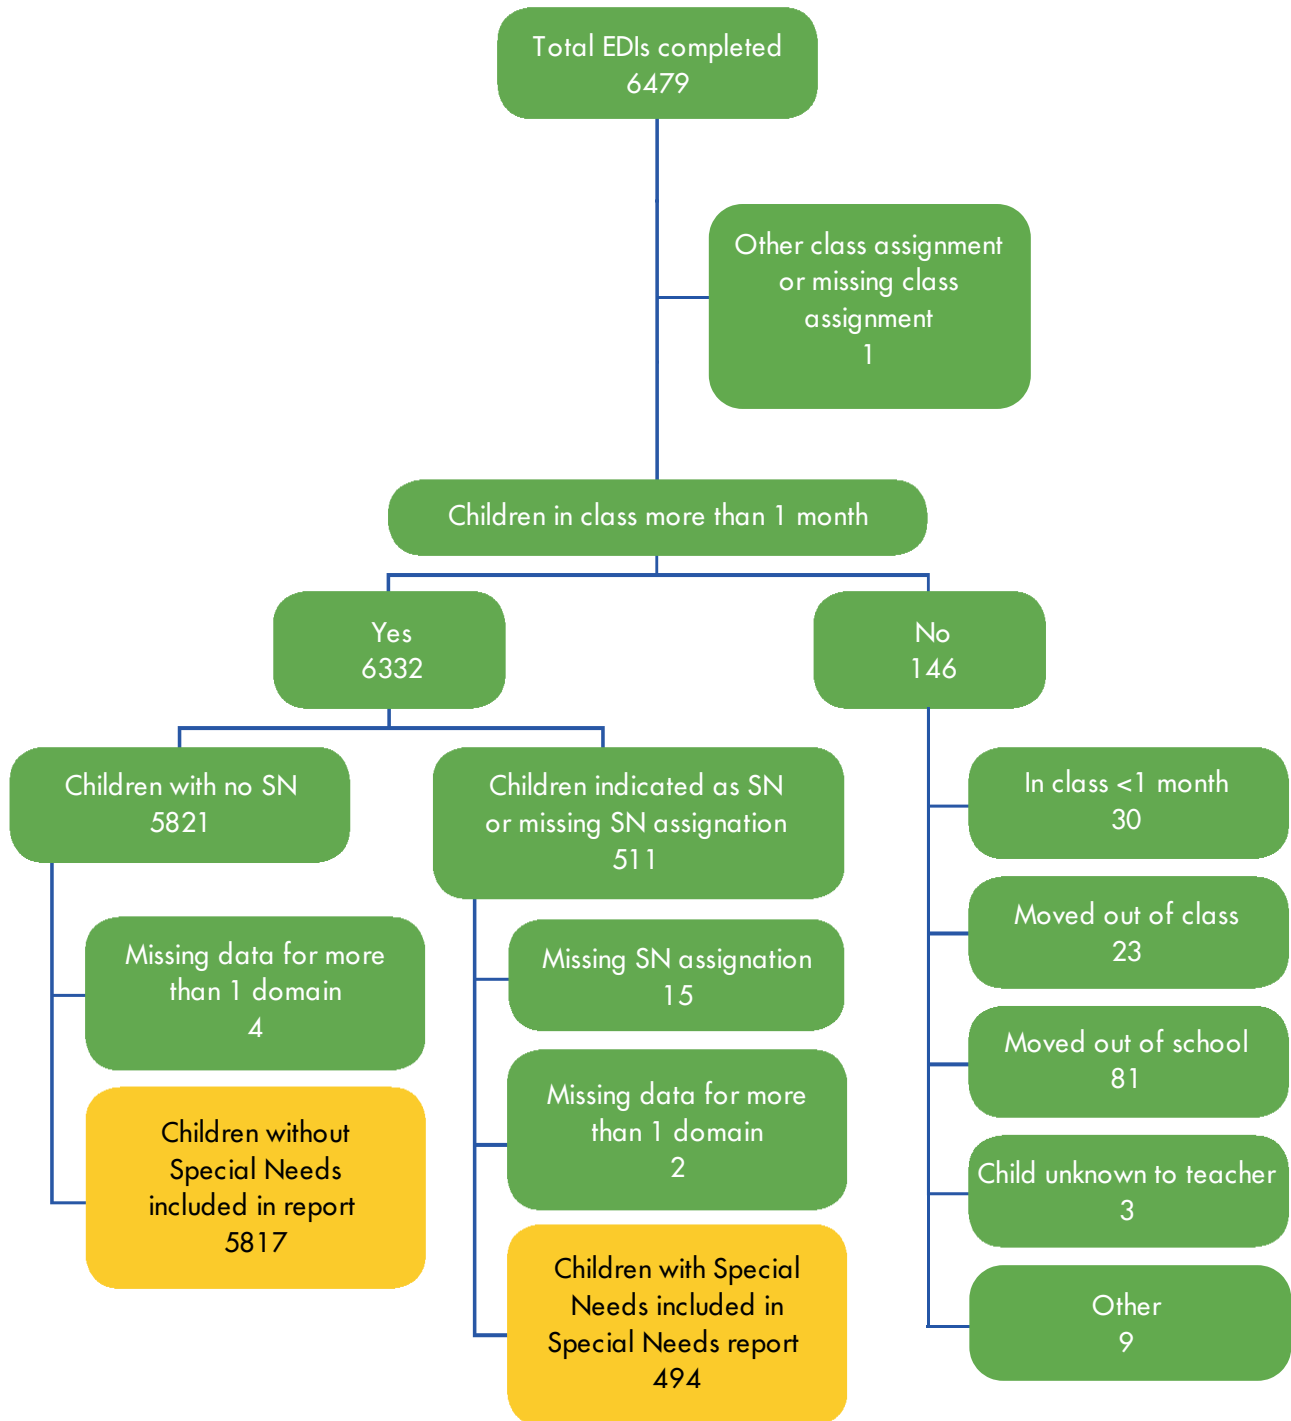 Total EDIs completed
6479
Other class assignment
or missing class
assignment
1
Children in class more than 1 month
Yes
6332
No
146
Children with no SN
5821
Children indicated as SN
or missing SN assignation
511
In class <1 month
30
Moved out of class
23
Missing data for more
than 1 domain
4
Missing SN assignation
15
Moved out of school
81
Missing data for more
than 1 domain
2
Children without
Special Needs
included in report
5817
Child unknown to teacher
3
Children with Special
Needs included in
Special Needs report
494
Other
9